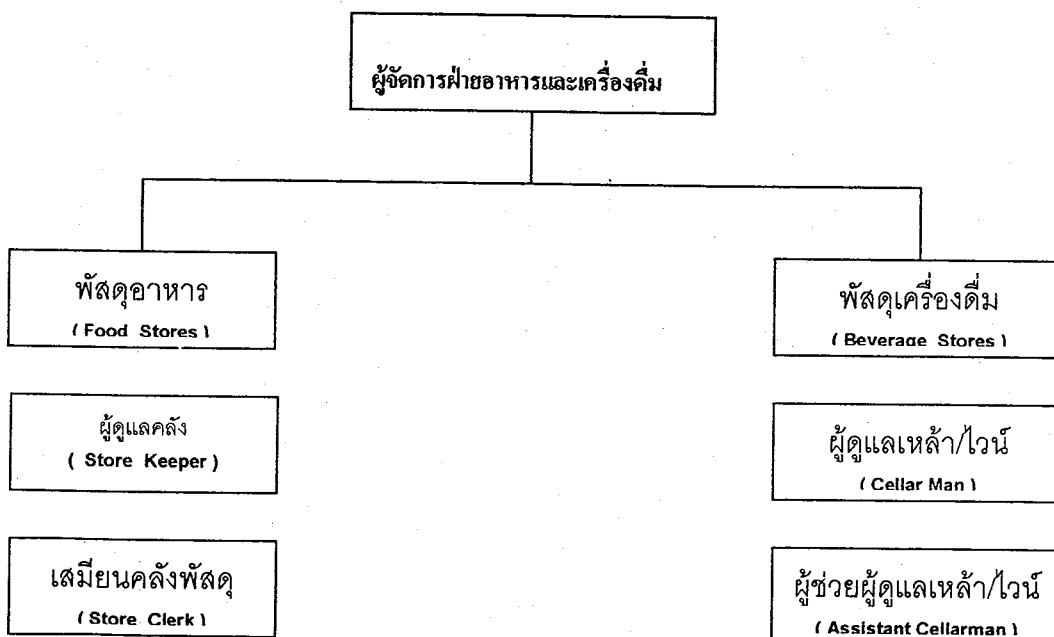 ผู้จัดการฝ่ายอาหารและเครื่องดื่ม
พัสดุอาหาร
( Food Stores )
พัสดุเครื่องดื่ม
( Beverage Stores )
ผู้ดูแลคลัง
( Store Keeper )
ผู้ดูแลเหล้า/ไวน์
( Cellar Man )
เสมียนคลังพัสดุ
( Store Clerk )
ผู้ช่วยผู้ดูแลเหล้า/ไวน์
( Assistant Cellarman )